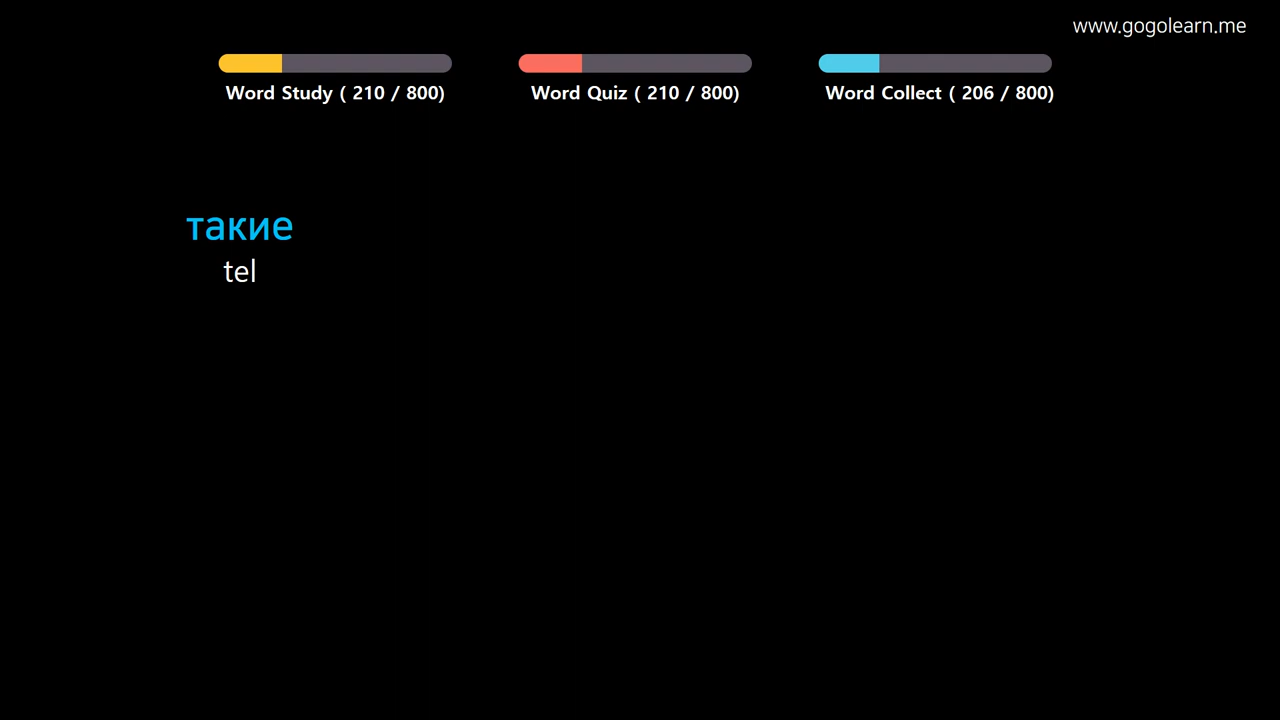 www.gogolearn.me
Word Study ( 210 / 800)
Word Quiz ( 210 / 800)
Word Collect ( 206 / 800)
такие
tel